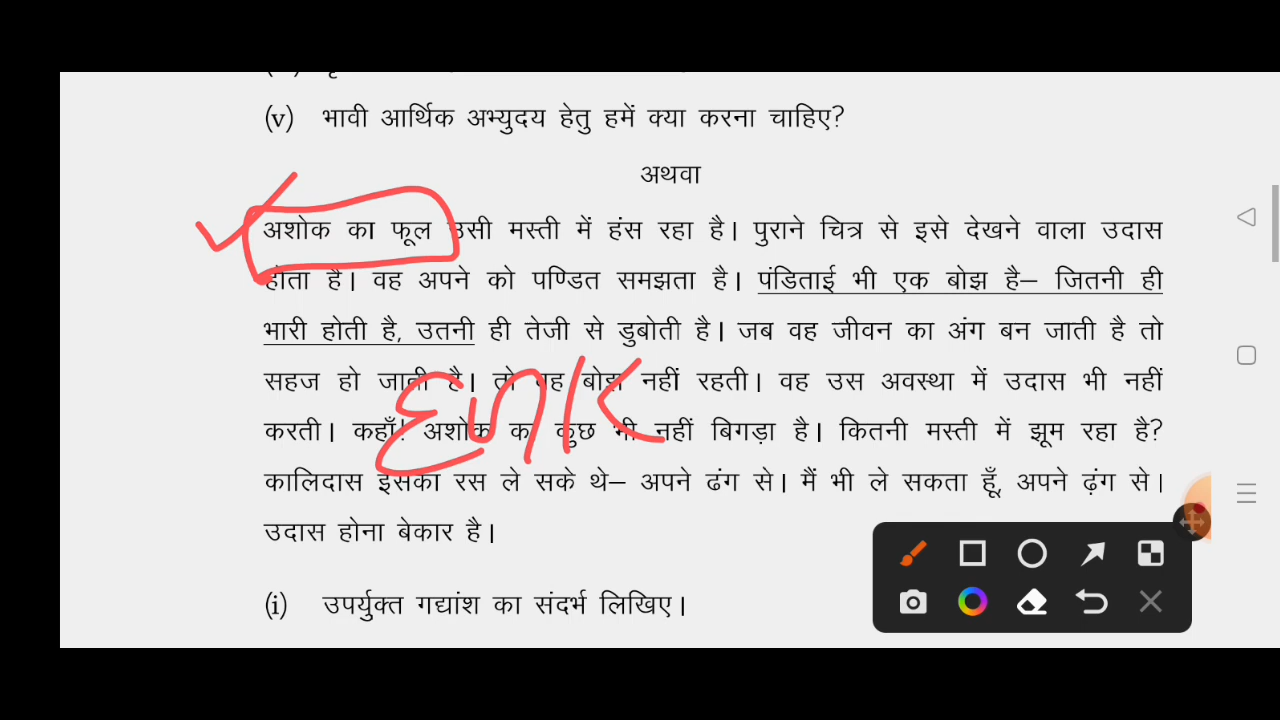 (v) भावी आर्थिक अभ्युदय हेतु हमें क्या करना चाहिए?
अथवा
अशोक का फूल उसी मस्ती में हंस रहा है। पुराने चित्र से इसे देखने वाला उदास
होता है। वह अपने को पण्डित समझता है। पंडिताई भी एक बोझ है– जितनी ही
भारी होती है, उतनी ही तेजी से डुबोती है। जब वह जीवन का अंग बन जाती है तो
सहज हो जाती है। तो वह बोझ नहीं रहती। वह उस अवस्था में उदास भी नहीं
करती। कहाँ! अशोक का कुछ भी नहीं बिगड़ा है। कितनी मस्ती में झूम रहा है?
कालिदास इसका रस ले सके थे– अपने ढंग से। मैं भी ले सकता हूँ, अपने ढ़ंग से।
उदास होना बेकार है।
(i) उपर्युक्त गद्यांश का संदर्भ लिखिए।